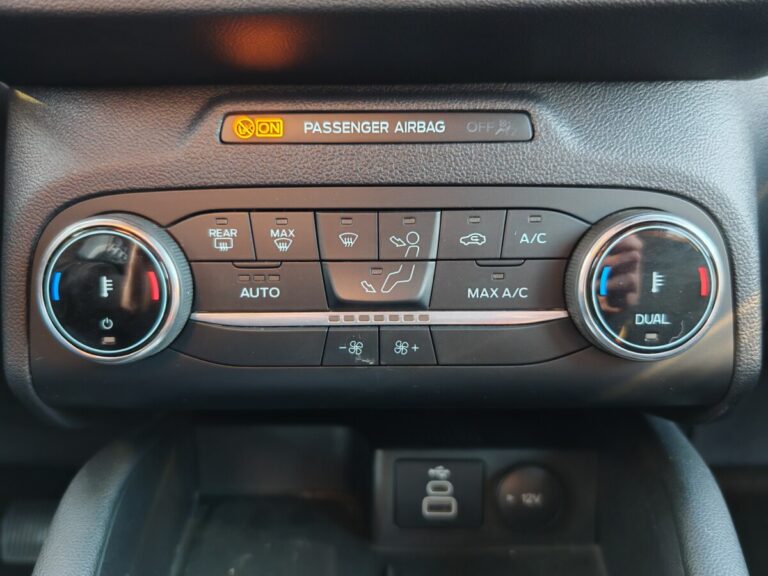 ON PASSENGER AIRBAG OFF
REAR MAX A/C
AUTO MAX A/C
DUAL
- +
12V